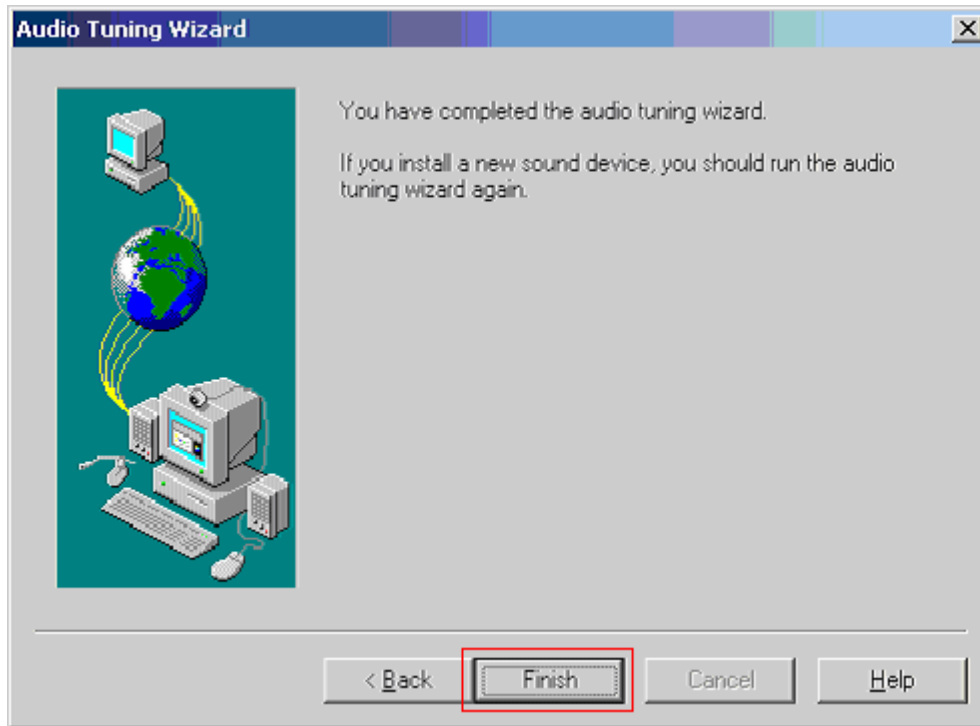 Audio Tuning Wizard
You have completed the audio tuning wizard.
If you install a new sound device, you should run the audio
tuning wizard again.
< Back
Finish
Cancel
Help